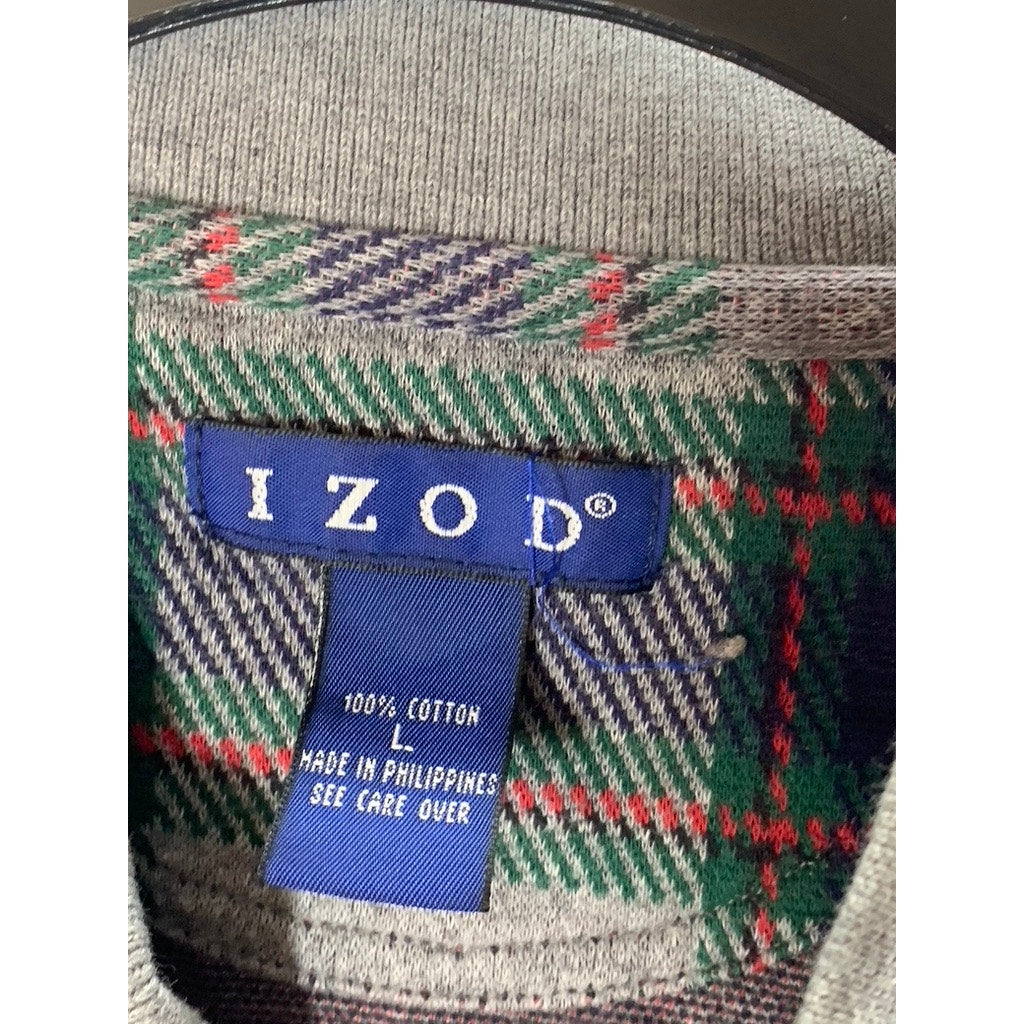 IZOD®
100% COTTON
L
MADE IN PHILIPPINES
SEE CARE OVER